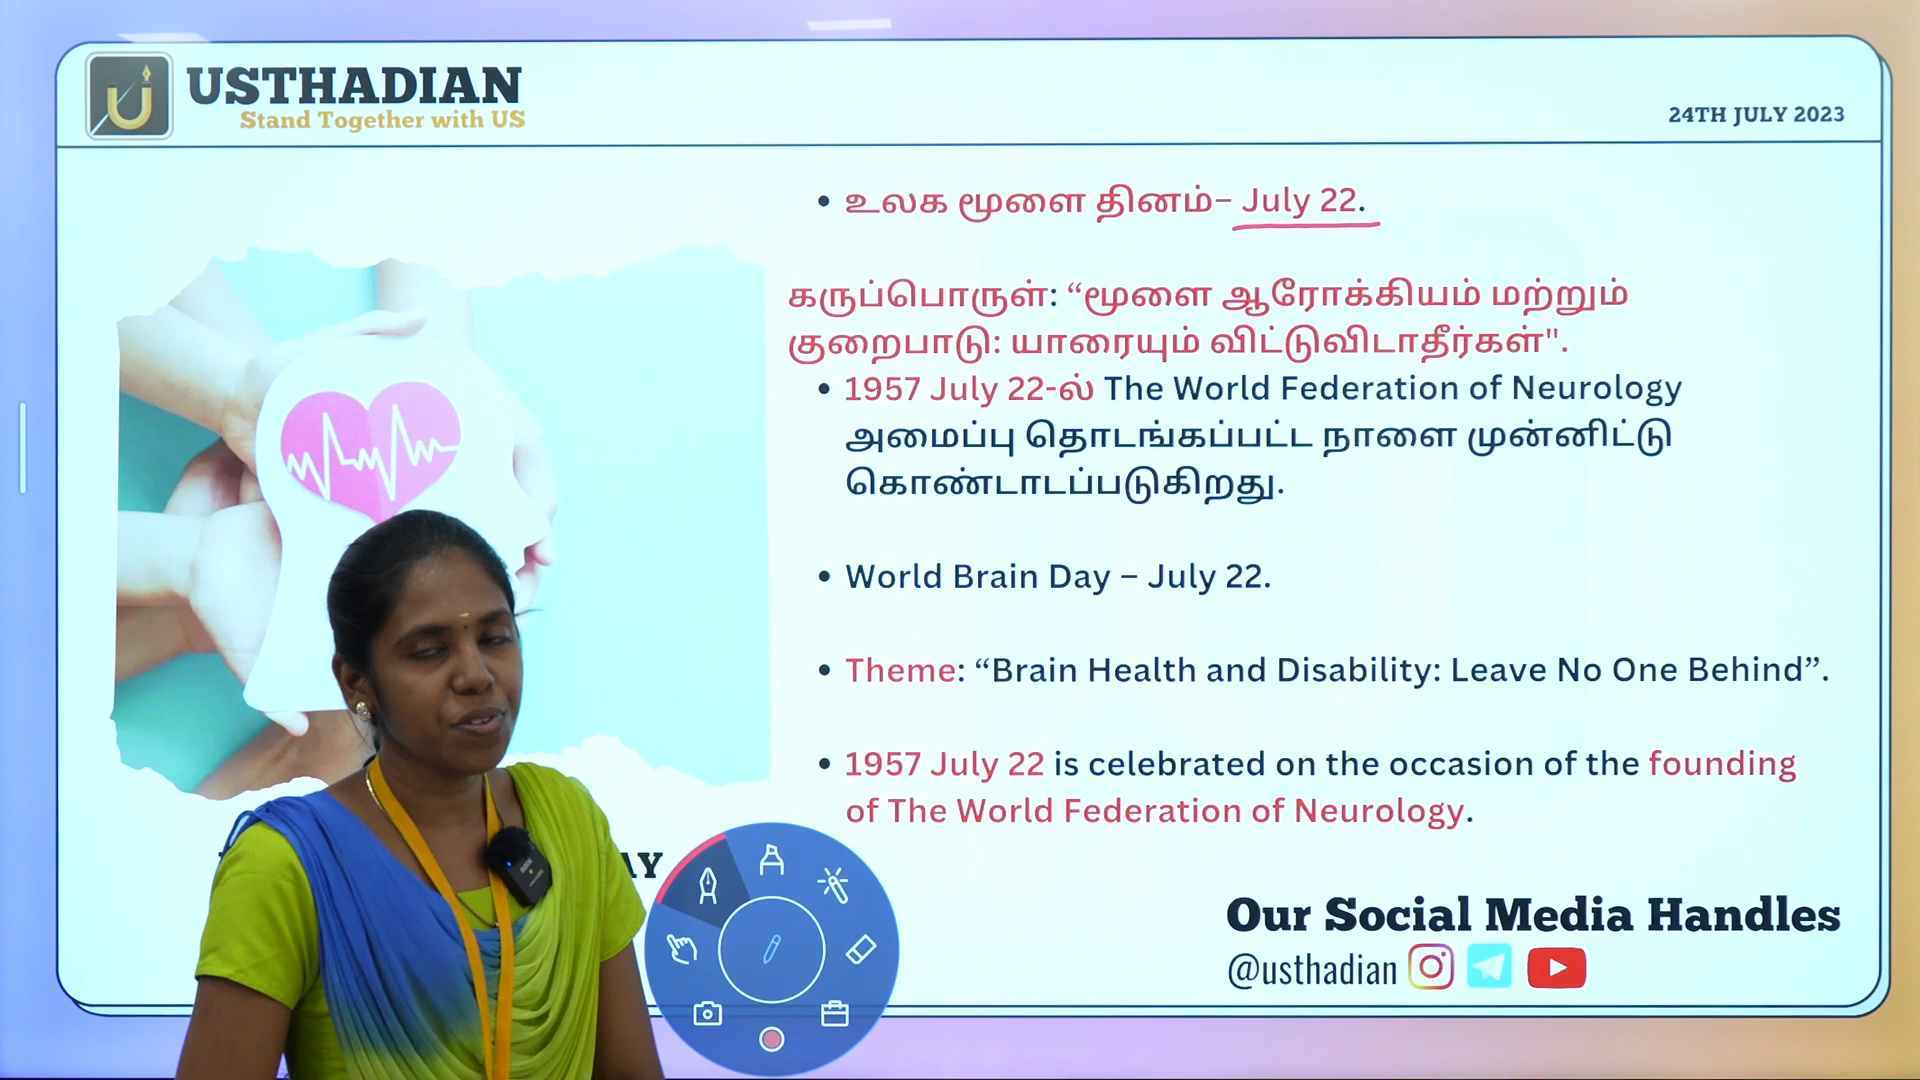 USTHADIAN
Stand Together with US
24TH JULY 2023
• உலக மூளை தினம்– July 22.
கருப்பொருள்: “மூளை ஆரோக்கியம் மற்றும்
குறைபாடு: யாரையும் விட்டுவிடாதீர்கள்".
• 1957 July 22-ல் The World Federation of Neurology
அமைப்பு தொடங்கப்பட்ட நாளை முன்னிட்டு
கொண்டாடப்படுகிறது.
• World Brain Day – July 22.
• Theme: “Brain Health and Disability: Leave No One Behind”.
• 1957 July 22 is celebrated on the occasion of the founding
of The World Federation of Neurology.
Our Social Media Handles
@usthadian